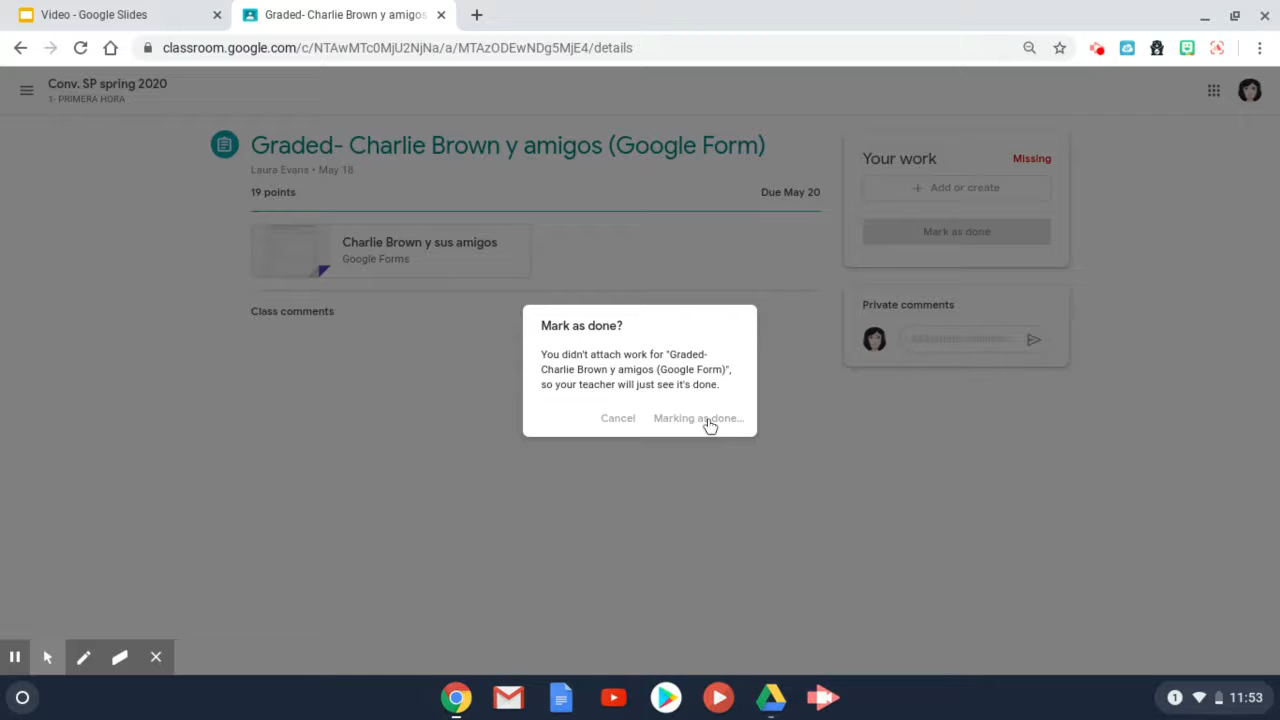 Video - Google Slides
Graded- Charlie Brown y amigos
classroom.google.com/c/NTAwMTc0MjU2NjNa/a/MTAzODEwNDg5MjE4/details
Conv. SP spring 2020
1- PRIMERA HORA
Graded- Charlie Brown y amigos (Google Form)
Laura Evans • May 18
19 points
Due May 20
Charlie Brown y sus amigos
Google Forms
Class comments
Your work
Missing
+ Add or create
Mark as done
Private comments
Mark as done?
You didn't attach work for "Graded-
Charlie Brown y amigos (Google Form)",
so your teacher will just see it's done.
Cancel
Marking as done...
1
11:53